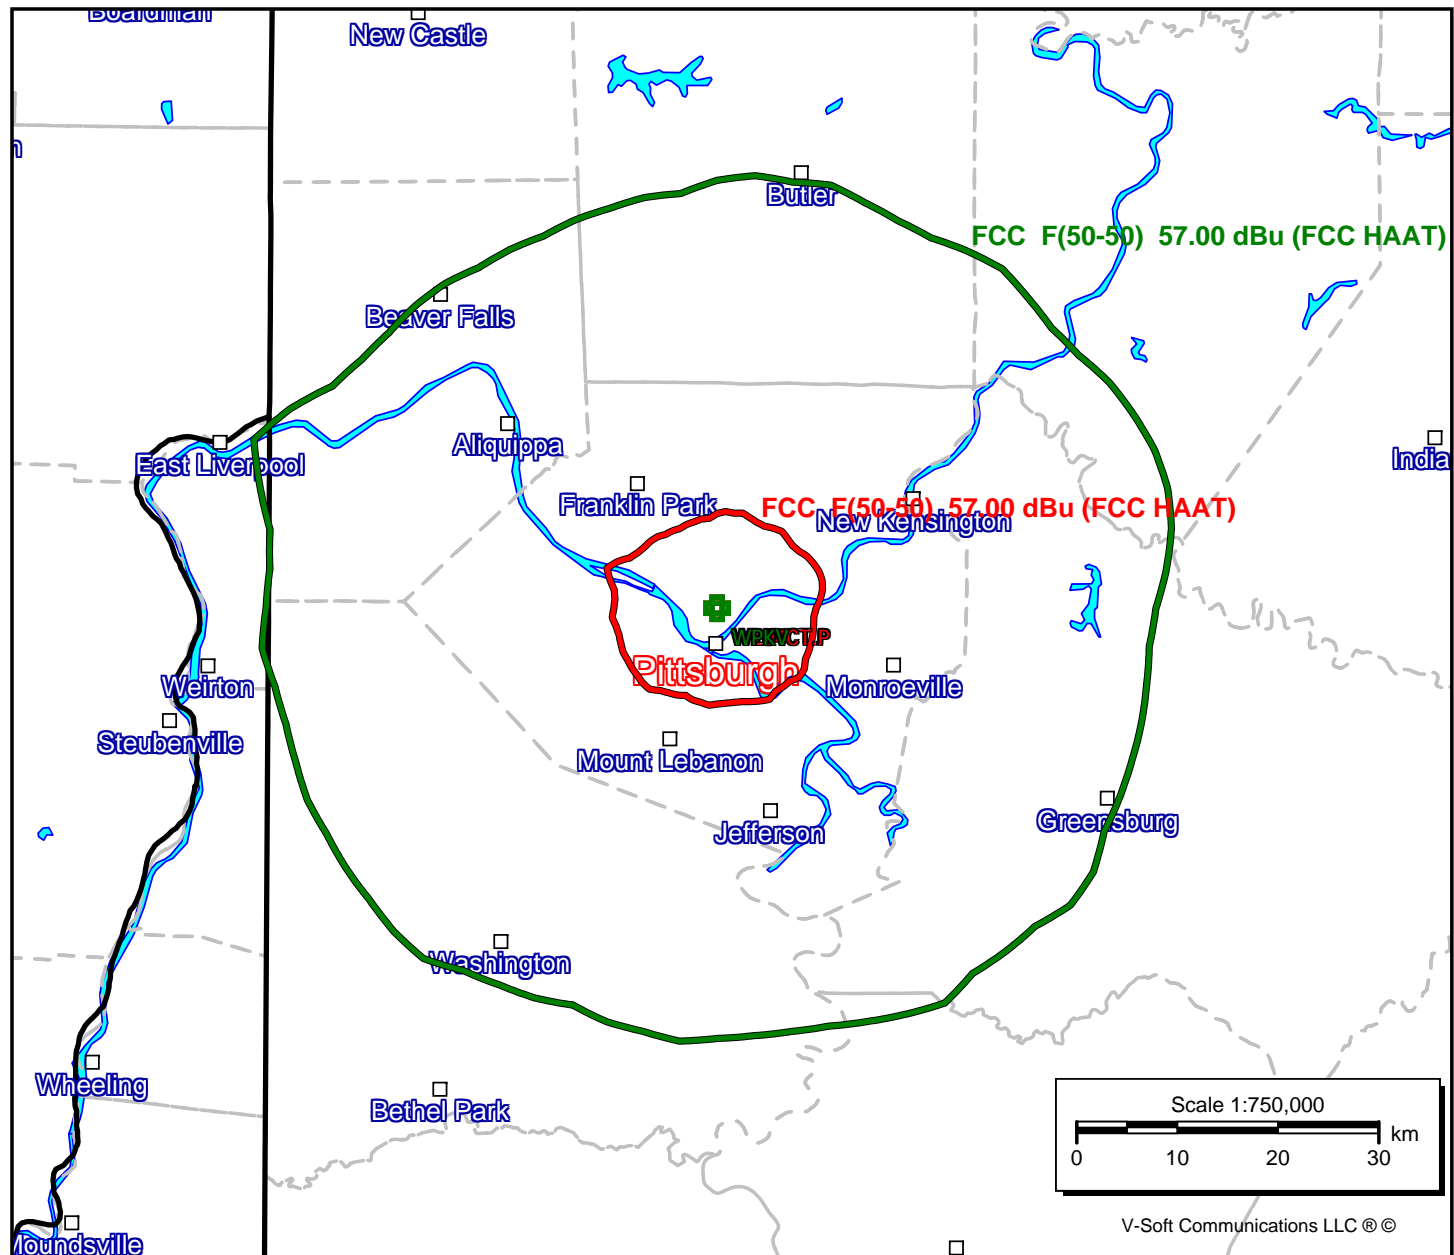 Boardman
New Castle
Butler
FCC F(50-50) 57.00 dBu (FCC HAAT)
Beaver Falls
Aliquippa
East Liverpool
India
Franklin Park
FCC F(50-50) 57.00 dBu (FCC HAAT)
New Kensington
Pittsburgh
Weirton
Monroeville
Steubenville
Mount Lebanon
Jefferson
Greensburg
Washington
Wheeling
Bethel Park
Scale 1:750,000
km
0 10 20 30
V-Soft Communications LLC ® ©
Moundsville